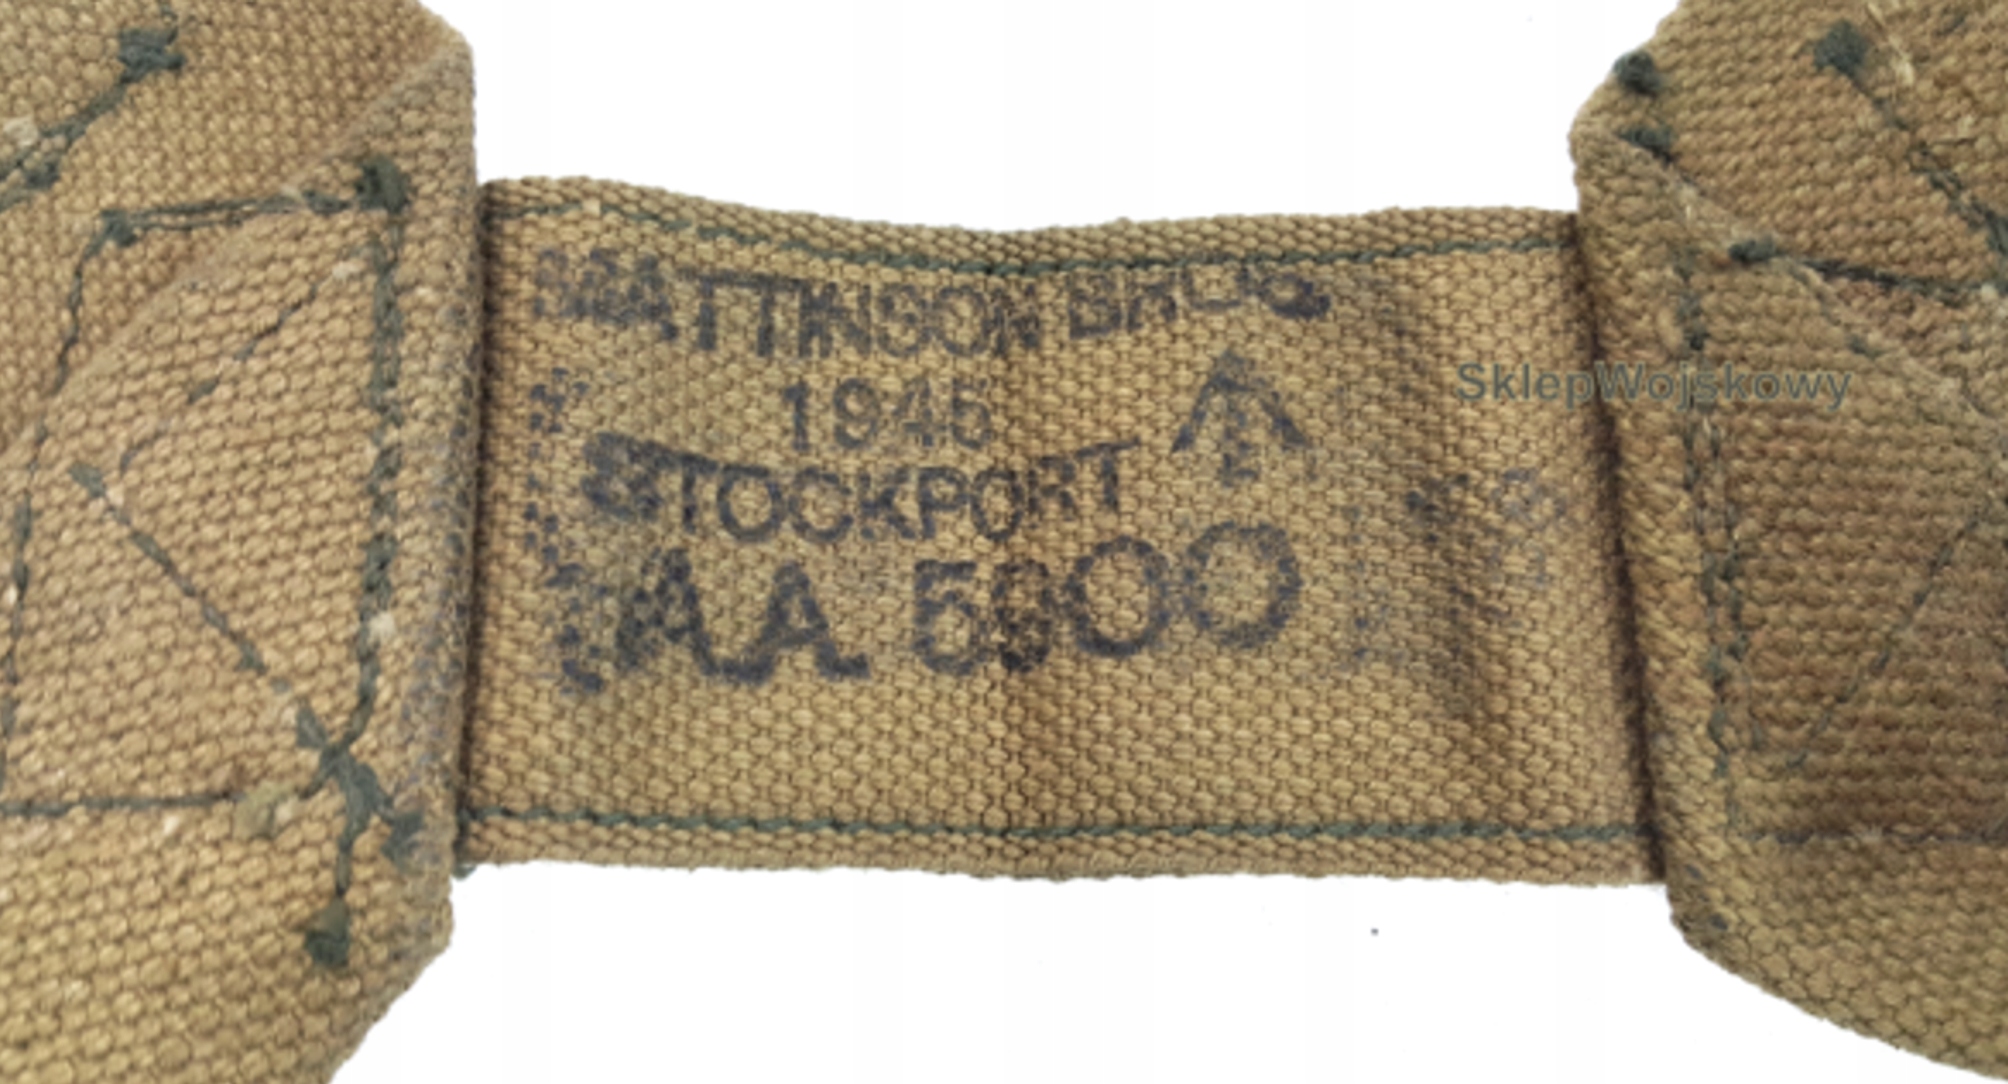 MATTINSON BROS.
1945
STOCKPORT
AA 5900
SklepWojskowy